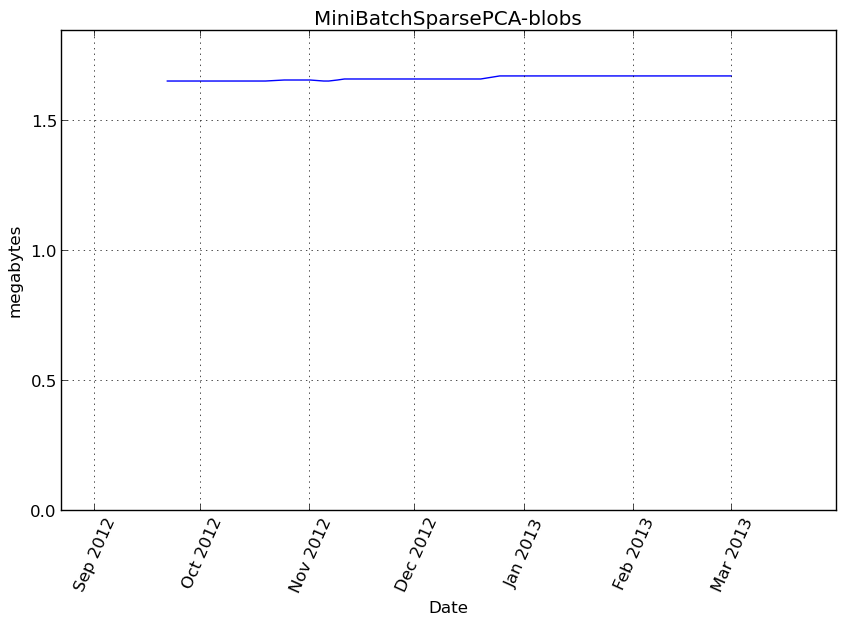 MiniBatchSparsePCA-blobs
megabytes
1.5
1.0
0.5
0.0
Sep 2012
Oct 2012
Nov 2012
Dec 2012
Jan 2013
Feb 2013
Mar 2013
Date